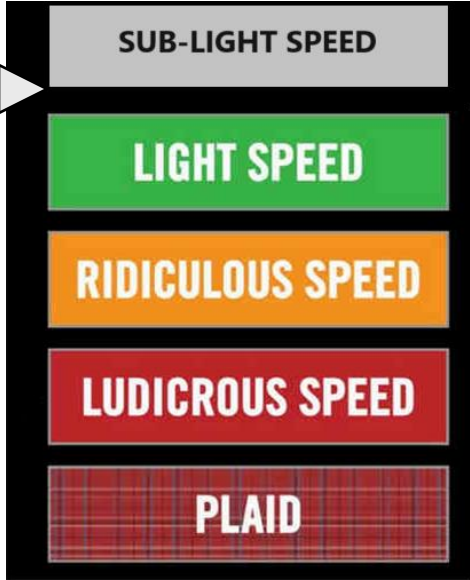 SUB-LIGHT SPEED
LIGHT SPEED
RIDICULOUS SPEED
LUDICROUS SPEED
PLAID